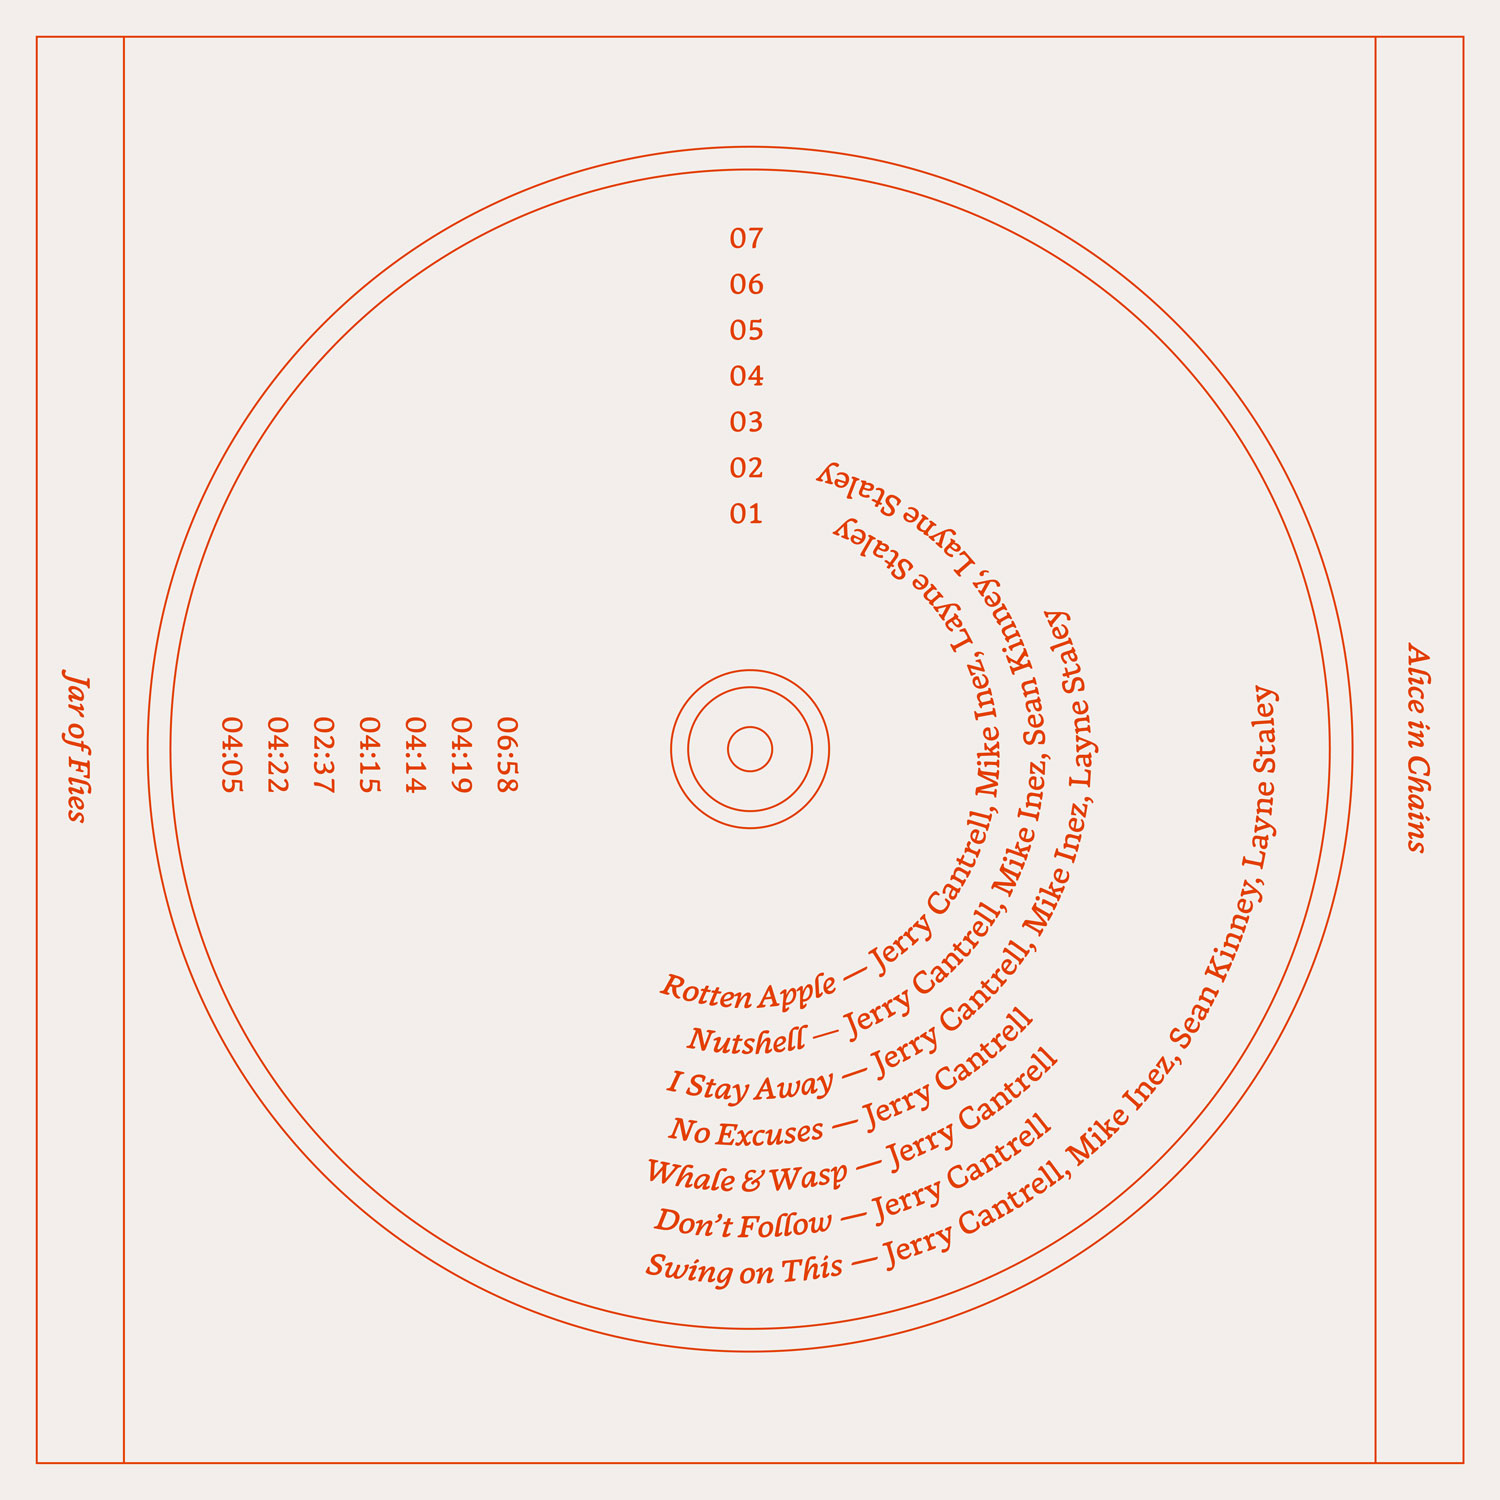 Jar of Flies
07
06
05
04
03
02
01
04:05
04:22
02:37
04:15
04:14
04:19
06:58
Rotten Apple — Jerry Cantrell, Mike Inez, Layne Staley
Nutshell — Jerry Cantrell, Mike Inez, Sean Kinney, Layne Staley
I Stay Away — Jerry Cantrell, Mike Inez, Layne Staley
No Excuses — Jerry Cantrell
Whale & Wasp — Jerry Cantrell
Don’t Follow — Jerry Cantrell
Swing on This — Jerry Cantrell, Mike Inez, Sean Kinney, Layne Staley
Alice in Chains